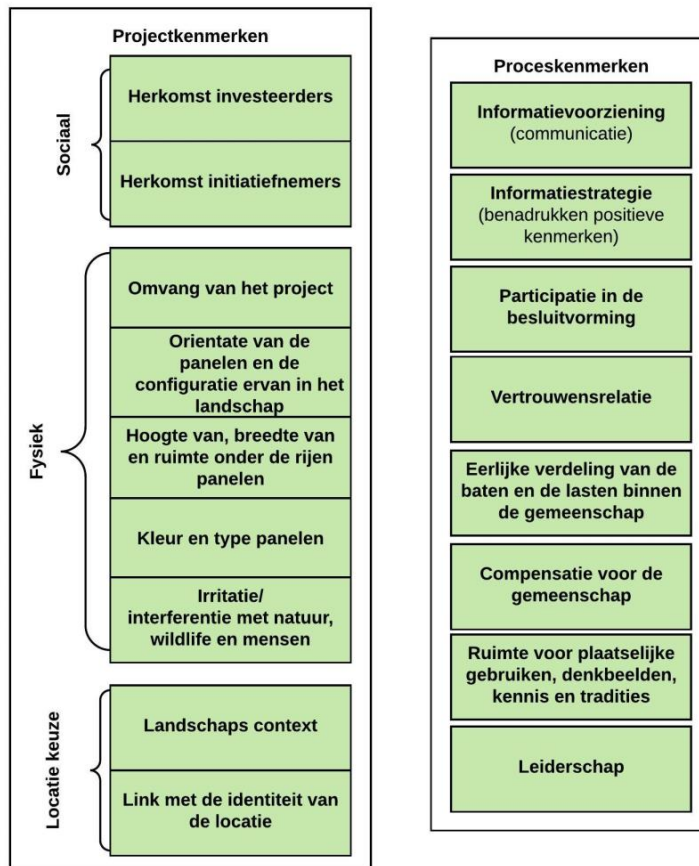 Projectkenmerken
Sociaal
Herkomst investeerders
Herkomst initiatiefnemers
Fysiek
Omvang van het project
Orientate van de
panelen en de
configuratie ervan in het
landschap
Hoogte van, breedte van
en ruimte onder de rijen
panelen
Kleur en type panelen
Irritatie/
interferentie met natuur,
wildlife en mensen
Locatie keuze
Landschaps context
Link met de identiteit van
de locatie
Proceskenmerken
Informatievoorziening
(communicatie)
Informatiestrategie
(benadrukken positieve
kenmerken)
Participatie in de
besluitvorming
Vertrouwensrelatie
Eerlijke verdeling van de
baten en de lasten binnen
de gemeenschap
Compensatie voor de
gemeenschap
Ruimte voor plaatselijke
gebruiken, denkbeelden,
kennis en tradities
Leiderschap